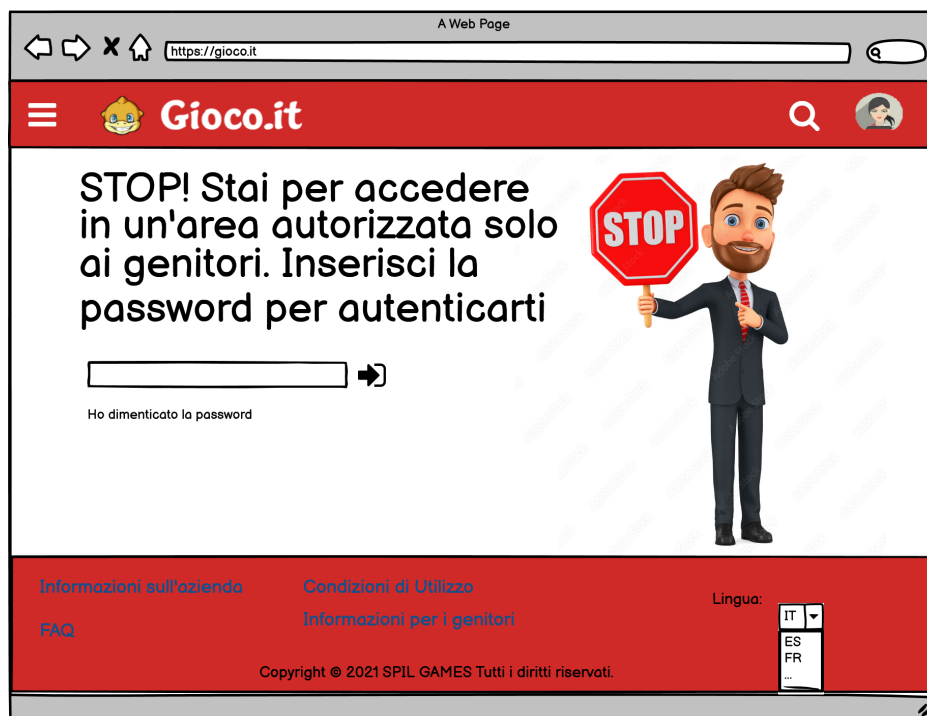 A Web Page
https://gioco.it
Gioco.it
STOP! Stai per accedere
in un'area autorizzata solo
ai genitori. Inserisci la
password per autenticarti
STOP
Ho dimenticato la password
Informazioni sull'azienda
Condizioni di Utilizzo
Informazioni per i genitori
FAQ
Lingua:
IT
ES
FR
...
Copyright © 2021 SPIL GAMES Tutti i diritti riservati.